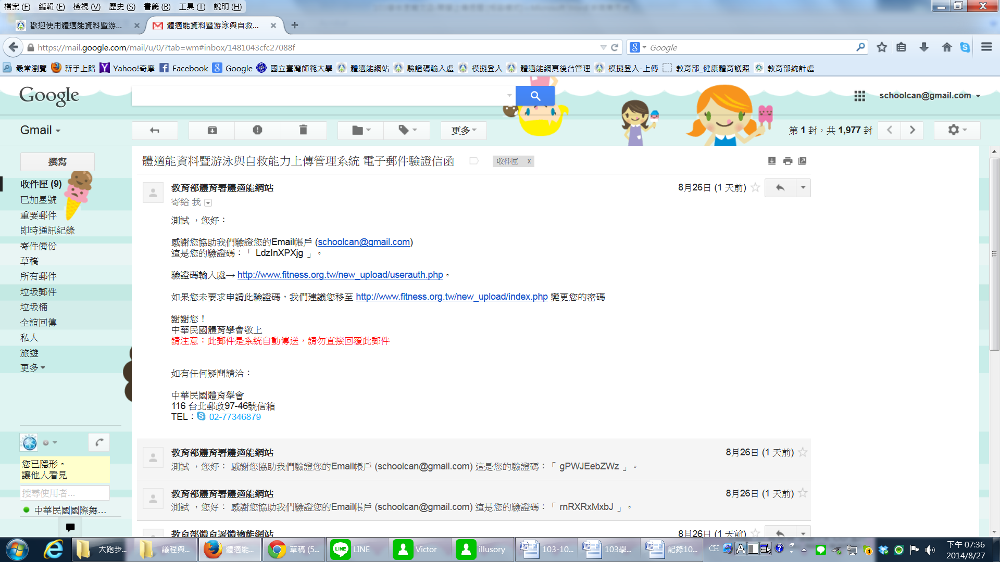 檔案 (F) 編輯 (E) 檢視 (V) 歷史 (S) 書籤 (B) 工具 (T) 說明 (H)
歡迎使用體適能資料暨游...
體適能資料暨游泳與自救...
https://mail.google.com/mail/u/0/?tab=wm#inbox/1481043cfc27088f
Google
最常瀏覽 新手上路 Yahoo!奇摩 Facebook Google 國立臺灣師範大學 體適能網站 驗證碼輸入處 模擬登入 體適能網頁後台管理 模擬登入-上傳 教育部_健康體育護照 教育部統計處
Google
schoolcan@gmail.com
Gmail
更多
第 1 封，共 1,977 封
撰寫
收件匣 (9)
已加星號
重要郵件
即時通訊紀錄
寄件備份
草稿
所有郵件
垃圾郵件
垃圾桶
全誼回傳
私人
旅遊
更多
您已隱形。
讓他人看見
搜尋使用者...
中華民國國際舞...
體適能資料暨游泳與自救能力上傳管理系統 電子郵件驗證信函
收件匣 x
教育部體育署體適能網站
8月26日 (1 天前)
寄給 我
測試 ，您好：
感謝您協助我們驗證您的Email帳戶 (schoolcan@gmail.com)
這是您的驗證碼：「 LdzInXPXjg 」。
驗證碼輸入處→ http://www.fitness.org.tw/new_upload/userauth.php。
如果您未要求申請此驗證碼，我們建議您移至 http://www.fitness.org.tw/new_upload/index.php 變更您的密碼
謝謝您！
中華民國體育學會敬上
請注意：此郵件是系統自動傳送，請勿直接回覆此郵件
如有任何疑問請洽：
中華民國體育學會
116 台北郵政97-46號信箱
TEL：02-77346879
教育部體育署體適能網站
8月26日 (1 天前)
測試 ，您好： 感謝您協助我們驗證您的Email帳戶 (schoolcan@gmail.com) 這是您的驗證碼：「 gPWJEebZWz 」。
教育部體育署體適能網站
8月26日 (1 天前)
測試 ，您好： 感謝您協助我們驗證您的Email帳戶 (schoolcan@gmail.com) 這是您的驗證碼：「 rnRXRxMxbJ 」。
教育部體育署體適能網站
8月26日 (1 天前)
大跑步...
議程與...
體適能...
草稿 (5...
LINE
Victor
illusory
103-10...
103學...
記錄10...
CH
下午 07:36
2014/8/27